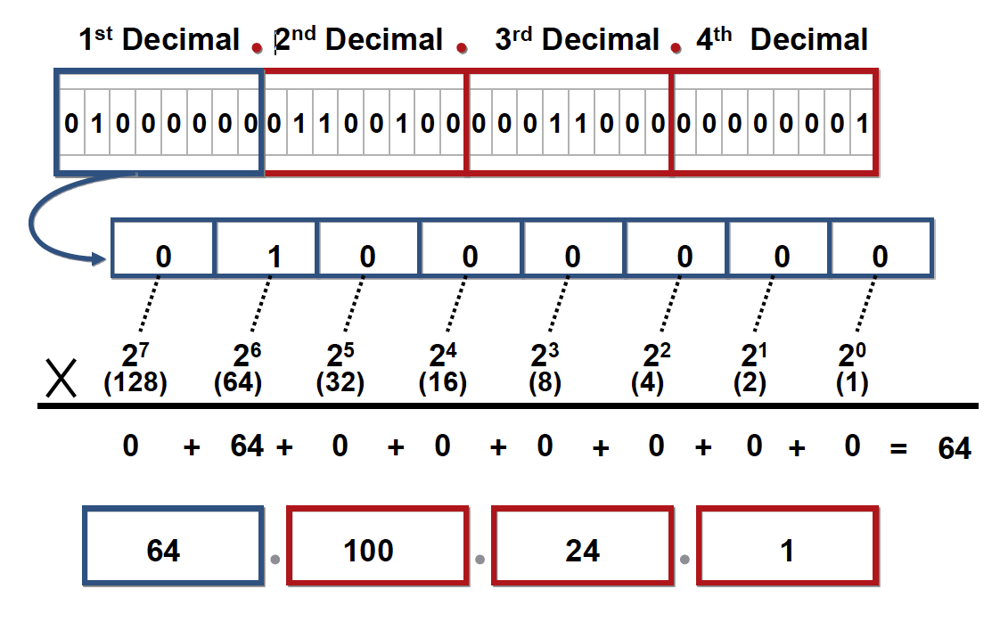 1st Decimal . 2nd Decimal . 3rd Decimal . 4th Decimal
0 1 0 0 0 0 0 0 0 1 1 0 0 1 0 0 0 0 0 1 1 0 0 0 0 0 0 0 0 0 0 1
0 1 0 0 0 0 0 0
2^7 2^6 2^5 2^4 2^3 2^2 2^1 2^0
X (128) (64) (32) (16) (8) (4) (2) (1)
0 + 64 + 0 + 0 + 0 + 0 + 0 + 0 = 64
64 . 100 . 24 . 1